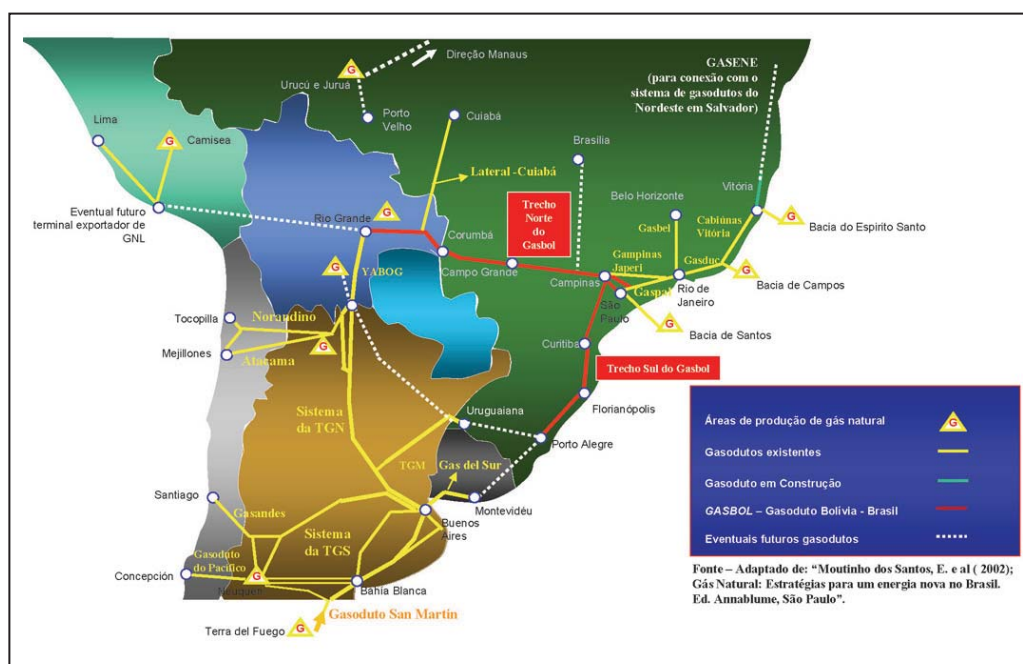 Direção Manaus
GASENE
(para conexão com o
sistema de gasodutos do
Nordeste em Salvador)
G
Urucú e Juruá
Porto
Velho
Cuiabá
Brasília
Lima
G
Camisea
Lateral -Cuiabá
Belo Horizonte
Vitória
Eventual futuro
terminal exportador de
GNL
Rio Grande
G
Trecho
Norte
do
Gasbol
Cabiúnas
Vitória
G
Bacia do Espirito Santo
Corumbá
Gasbel
Campo Grande
Gampinas
Japeri
Gasduc
G
YABOG
Campinas
Gaspal
Rio de
Janeiro
G
Bacia de Campos
São
Paulo
Tocopilla
Norandino
G
Bacia de Santos
Mejillones
Atacama
G
Curitiba
Trecho Sul do Gasbol
Sistema
da TGN
Uruguaiana
Florianópolis
Porto Alegre
TGM
Gas del Sur
Santiago
Montevidéu
Gasandes
Sistema
da TGS
Buenos
Aires
Gasoduto
do Pacífico
Concepción
G
Neuquen
Bahia Blanca
Gasoduto San Martin
Terra del Fuego
G
Áreas de produção de gás natural
G
Gasodutos existentes
Gasoduto em Construção
GASBOL – Gasoduto Bolivia - Brasil
Eventuais futuros gasodutos
Fonte – Adaptado de: “Moutinho dos Santos, E. e al ( 2002);
Gás Natural: Estratégias para um energia nova no Brasil.
Ed. Annablume, São Paulo”.